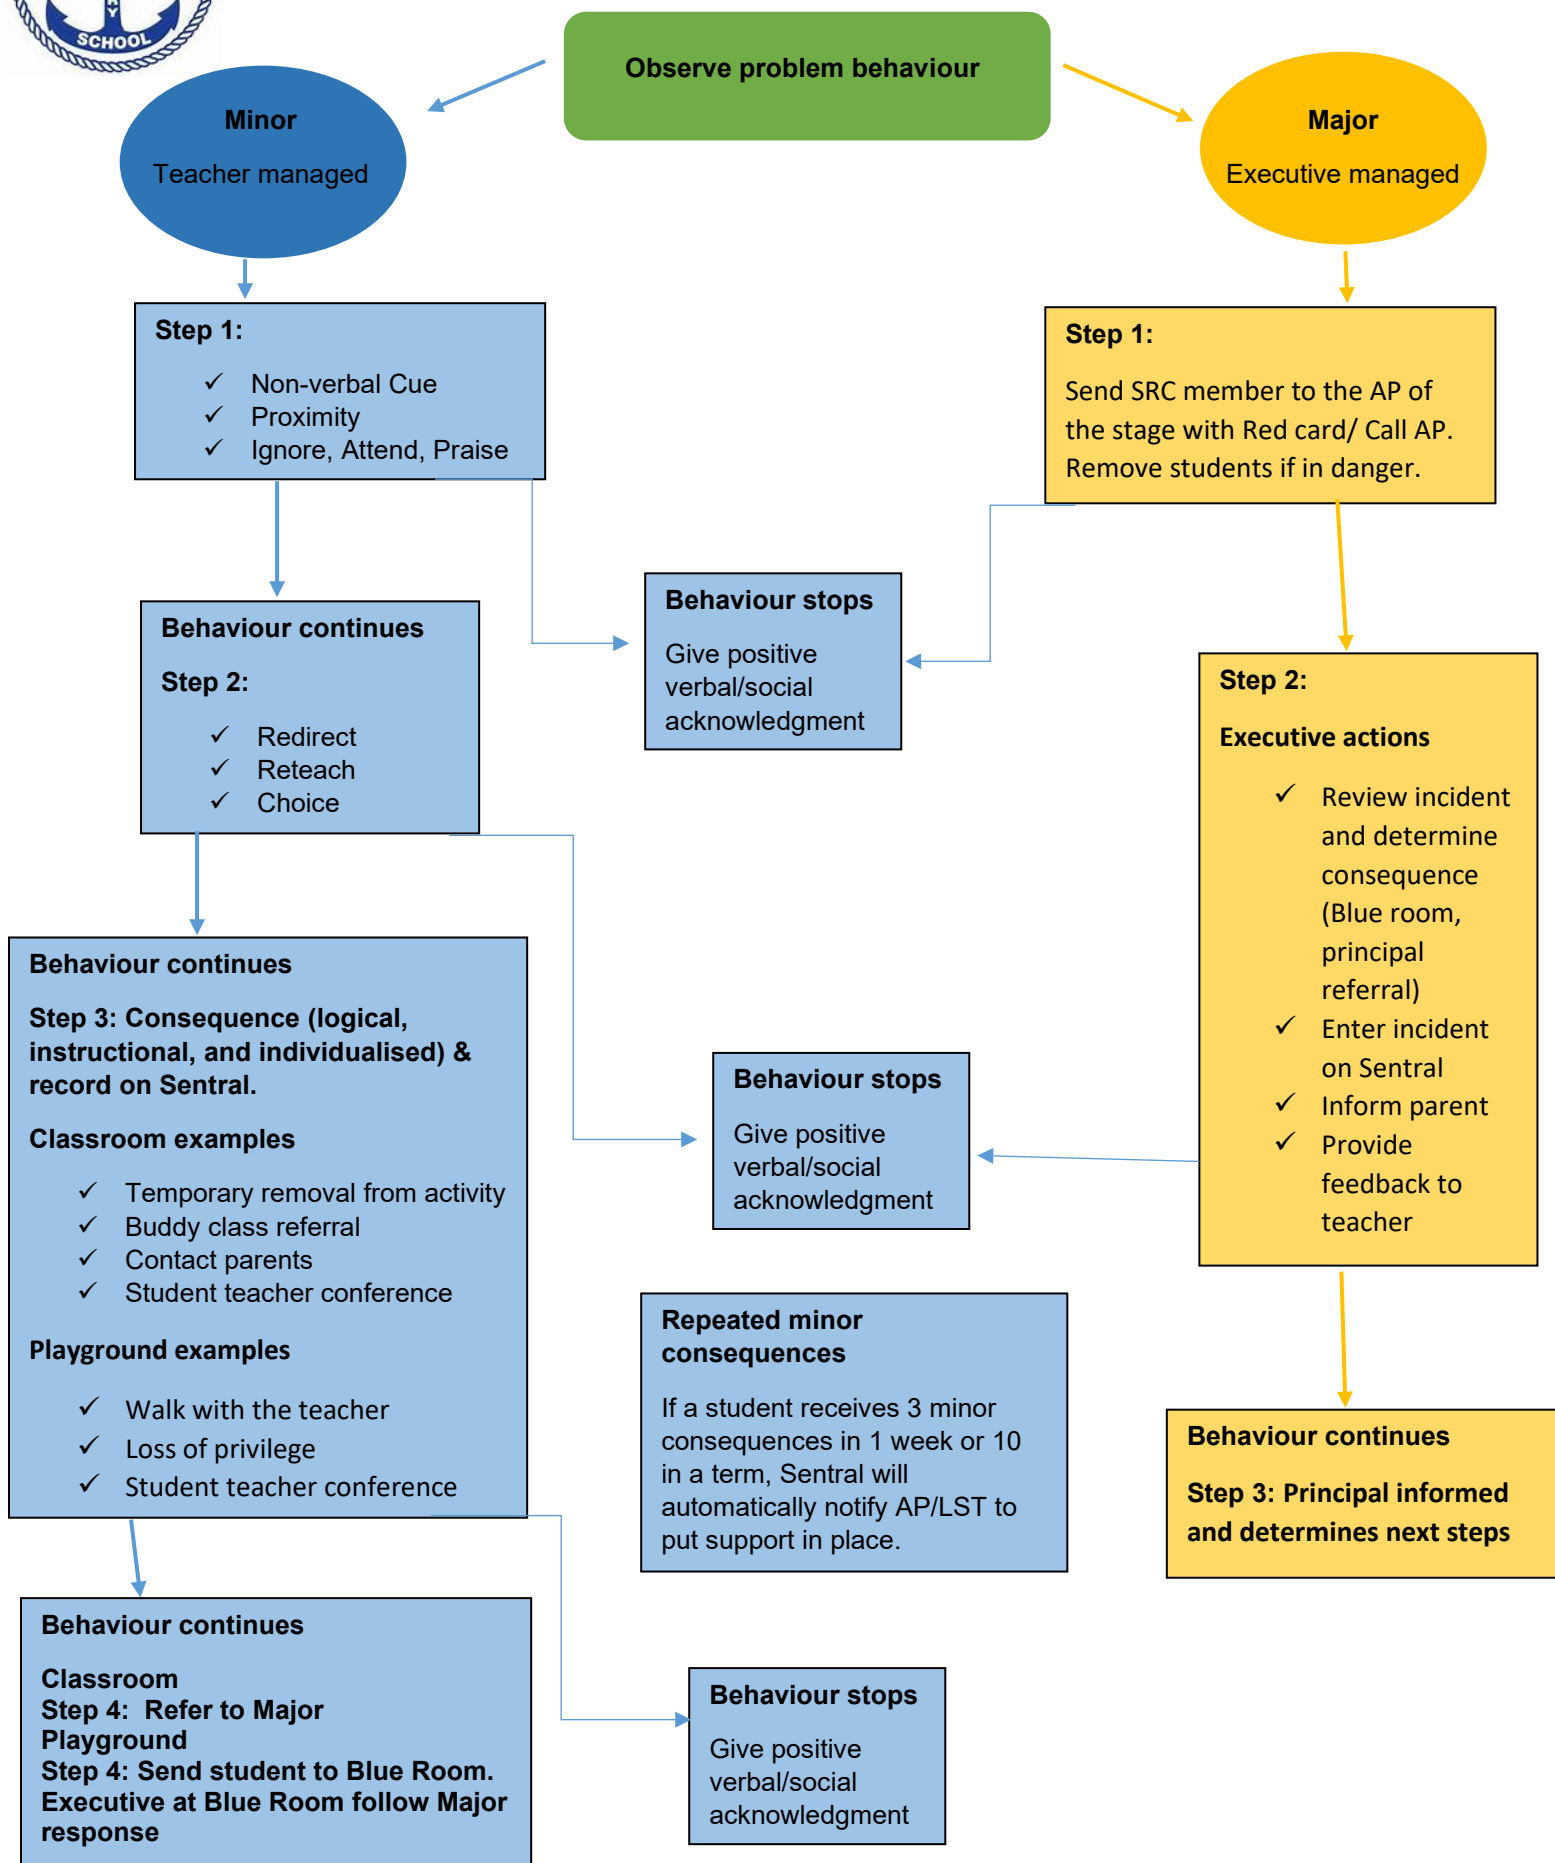 SCHOOL
Observe problem behaviour
Minor
Teacher managed
Major
Executive managed
Step 1:
✓ Non-verbal Cue
✓ Proximity
✓ Ignore, Attend, Praise
Step 1:
Send SRC member to the AP of
the stage with Red card/ Call AP.
Remove students if in danger.
Behaviour stops
Give positive
verbal/social
acknowledgment
Behaviour continues
Step 2:
✓ Redirect
✓ Reteach
✓ Choice
Step 2:
Executive actions
✓ Review incident
and determine
consequence
(Blue room,
principal
referral)
✓ Enter incident
on Sentral
✓ Inform parent
✓ Provide
feedback to
teacher
Behaviour continues
Step 3: Consequence (logical,
instructional, and individualised) &
record on Sentral.
Classroom examples
✓ Temporary removal from activity
✓ Buddy class referral
✓ Contact parents
✓ Student teacher conference
Playground examples
✓ Walk with the teacher
✓ Loss of privilege
✓ Student teacher conference
Behaviour stops
Give positive
verbal/social
acknowledgment
Repeated minor
consequences
If a student receives 3 minor
consequences in 1 week or 10
in a term, Sentral will
automatically notify AP/LST to
put support in place.
Behaviour continues
Step 3: Principal informed
and determines next steps
Behaviour continues
Classroom
Step 4:  Refer to Major
Playground
Step 4: Send student to Blue Room.
Executive at Blue Room follow Major
response
Behaviour stops
Give positive
verbal/social
acknowledgment